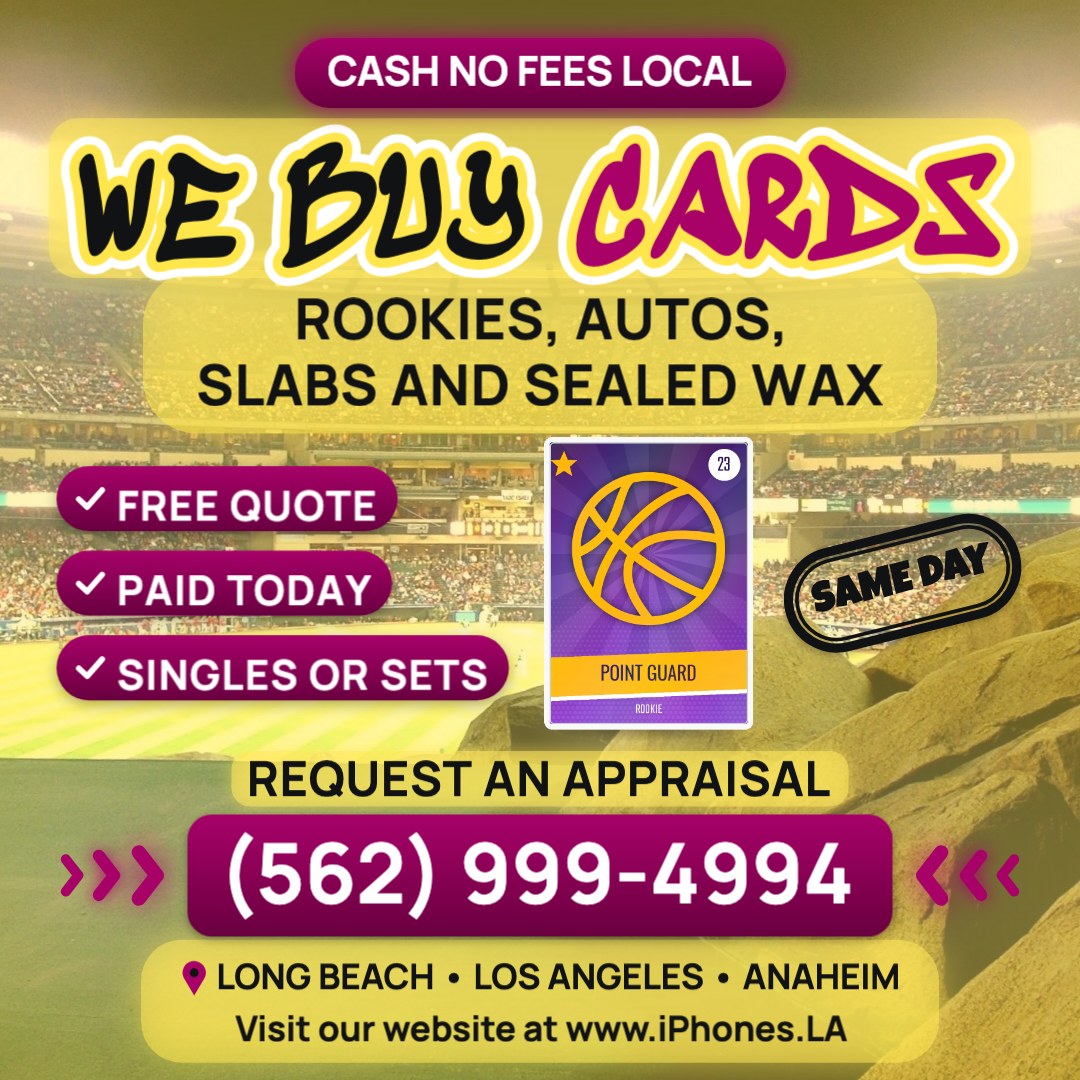 CASH NO FEES LOCAL
WE BUY CARDS
ROOKIES, AUTOS,
SLABS AND SEALED WAX
23
FREE QUOTE
PAID TODAY
SINGLES OR SETS
SAME DAY
POINT GUARD
ROOKIE
REQUEST AN APPRAISAL
(562) 999-4994
LONG BEACH • LOS ANGELES • ANAHEIM
Visit our website at www.iPhones.LA